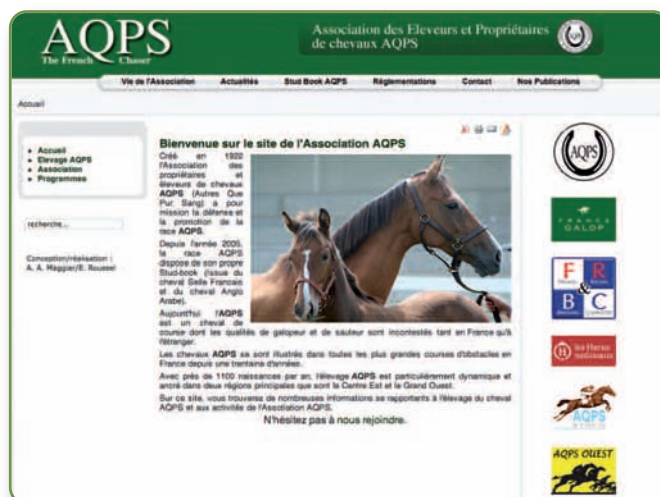 AQPS
The French Chaser
Association des Eleveurs et Propriétaires
de chevaux AQPS
AQPS
Vie de l'Association Actualités Stud Book AQPS Réglementations Contact Nos Publications
Accueil
Accueil
Elevage AQPS
Association
Programmes
recherche...
Conception/réalisation :
A. A. Maggiar/E. Roussel
Bienvenue sur le site de l'Association AQPS
Créé en 1920
l'Association des
propriétaires et
éleveurs de chevaux
AQPS (Autres Que
Pur Sang) a pour
mission la défense et
la promotion de la
race AQPS.
Depuis l'année 2005,
la race AQPS
dispose de son propre
Stud-book (issue du
cheval Selle Francais
et du cheval Anglo
Arabe).
Aujourd'hui l'AQPS
est un cheval de
course dont les qualités de galopeur et de sauteur sont incontestés tant en France qu'à
l'étranger.
Les chevaux AQPS se sont illustrés dans toutes les plus grandes courses d'obstacles en
France depuis une trentaine d'années.
Avec près de 1100 naissances par an, l'élevage AQPS est particulièrement dynamique et
ancré dans deux régions principales que sont la Centre Est et le Grand Ouest.
Sur ce site, vous trouverez de nombreuses informations se rapportants à l'élevage du cheval
AQPS et aux activités de l'Assotiation AQPS.
N'hésitez pas à nous rejoindre.
AQPS
FRANCE
GALOP
F R
&
B C
les Haras
nationaux
AQPS
AQPS OUEST